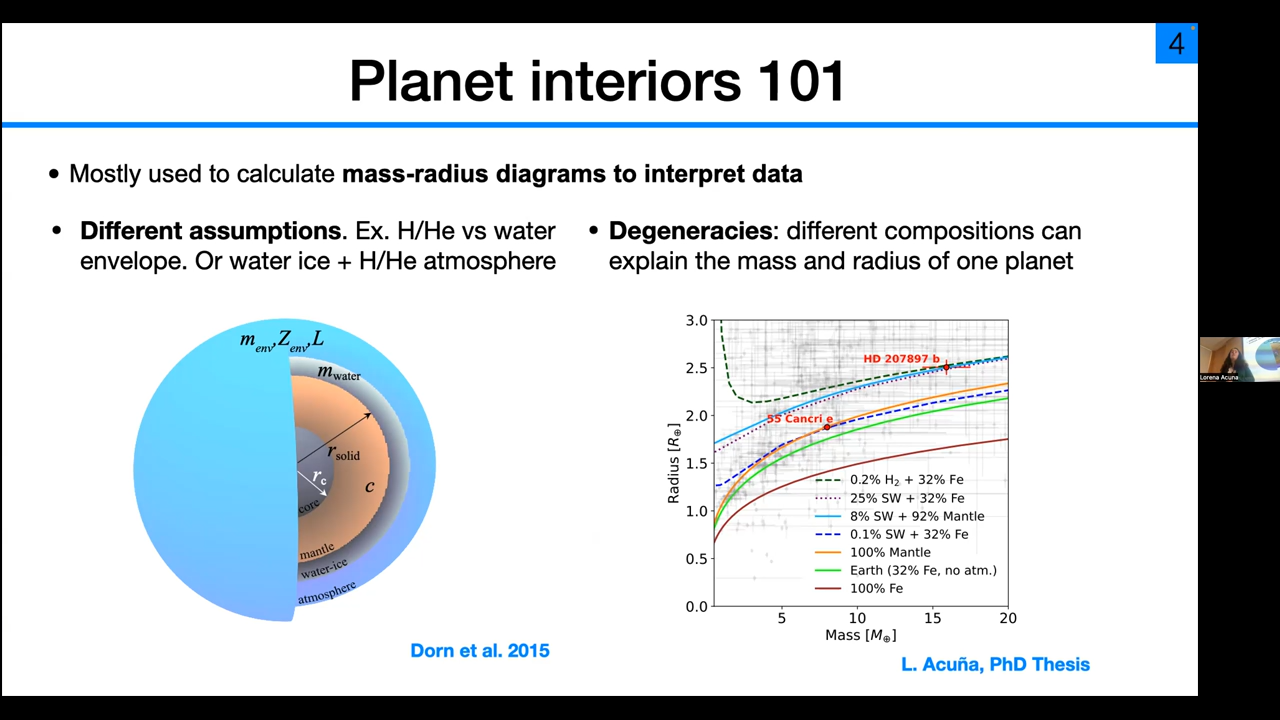 4
Planet interiors 101
• Mostly used to calculate mass-radius diagrams to interpret data
• Different assumptions. Ex. H/He vs water
envelope. Or water ice + H/He atmosphere
• Degeneracies: different compositions can
explain the mass and radius of one planet
m_env, Z_env, L
m_water
r_solid
r_c
c
core
mantle
water-ice
atmosphere
Dorn et al. 2015
3.0
2.5
2.0
1.5
1.0
0.5
0.0
Radius [R⊕]
HD 207897 b
55 Cancri e
0.2% H₂ + 32% Fe
25% SW + 32% Fe
8% SW + 92% Mantle
0.1% SW + 32% Fe
100% Mantle
Earth (32% Fe, no atm.)
100% Fe
5 10 15 20
Mass [M⊕]
L. Acuña, PhD Thesis
Lorena Acuna